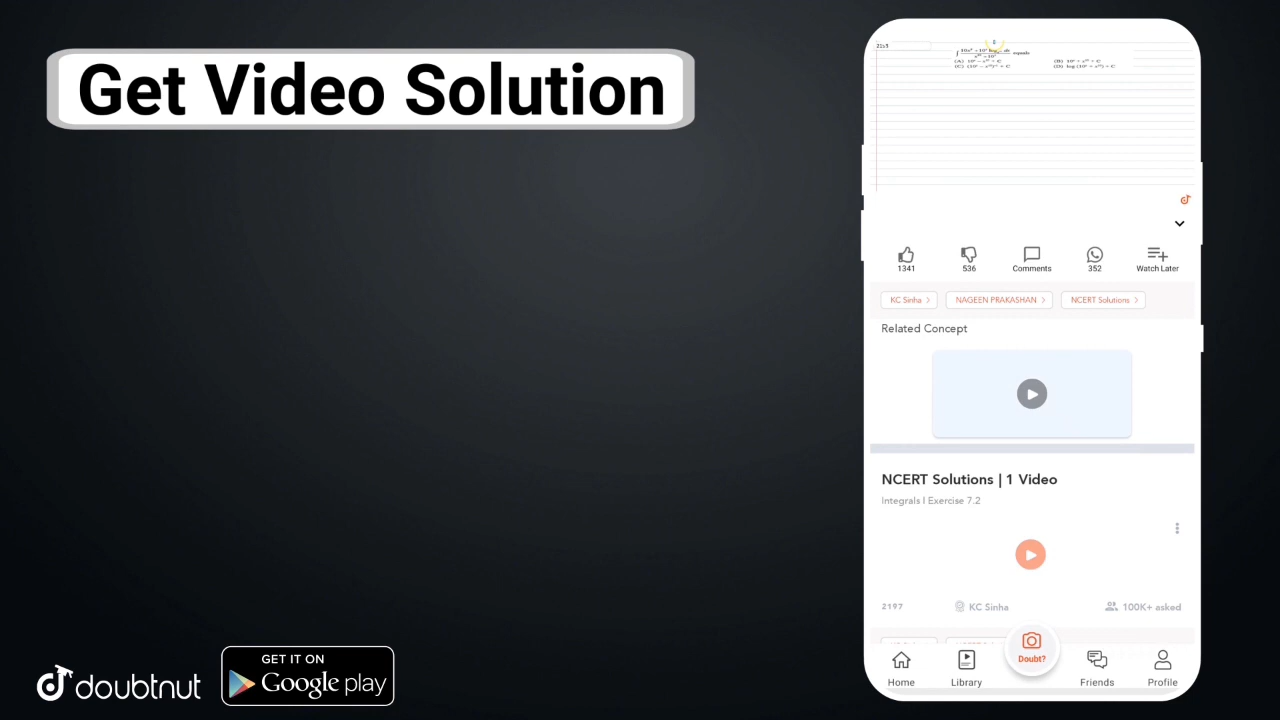 Get Video Solution
equals
1341
536
Comments
352
Watch Later
KC Sinha
NAGEEN PRAKASHAN
NCERT Solutions
Related Concept
NCERT Solutions | 1 Video
Integrals | Exercise 7.2
2197
KC Sinha
100K+ asked
Doubt?
Home
Library
Friends
Profile
doubtnut
GET IT ON
Google play